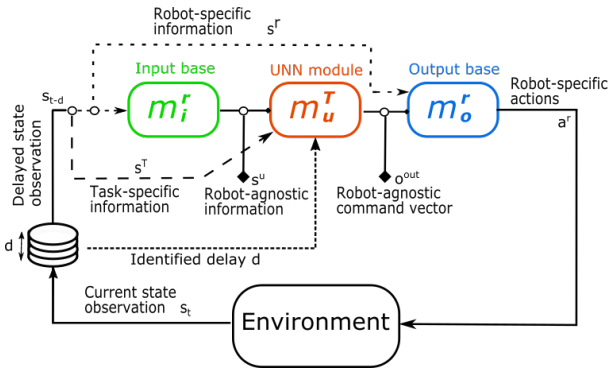 Robot-specific
information s^r
Input base
UNN module
Output base
Robot-specific
actions
a^r
s_{t-d}
m_i^r
m_u^T
m_o^r
Delayed state
observation
s^T
Task-specific
information
s^u
Robot-agnostic
information
o^{out}
Robot-agnostic
command vector
d
Identified delay d
Current state
observation s_t
Environment